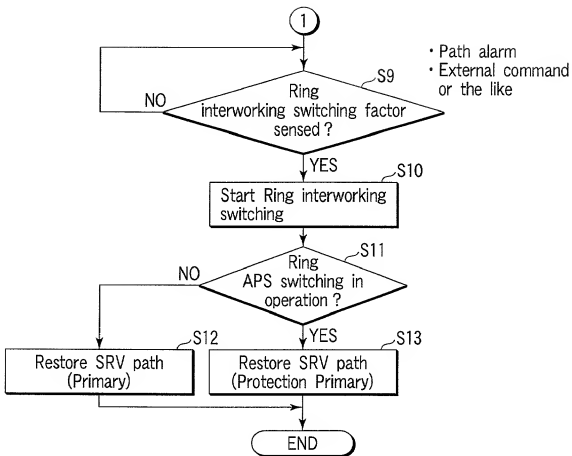 1
S9
· Path alarm
· External command
or the like
NO
Ring
interworking switching factor
sensed ?
YES
S10
Start Ring interworking
switching
S11
NO
Ring
APS switching in
operation ?
YES
S12
S13
Restore SRV path
(Primary)
Restore SRV path
(Protection Primary)
END